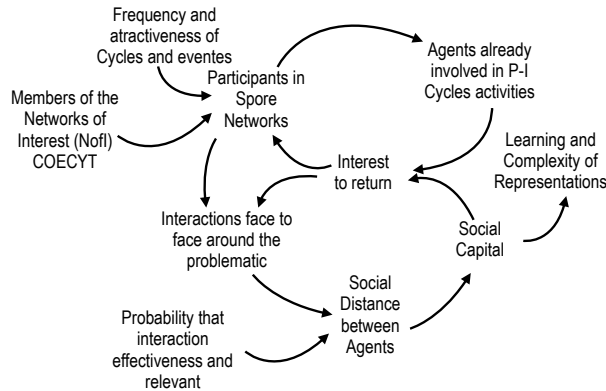 Frequency and
atractiveness of
Cycles and eventes
Participants in
Spore
Networks
Agents already
involved in P-I
Cycles activities
Members of the
Networks of
Interest (NofI)
COECYT
Learning and
Complexity of
Representations
Interest
to return
Interactions face to
face around the
problematic
Social
Capital
Social
Distance
between
Agents
Probability that
interaction
effectiveness and
relevant